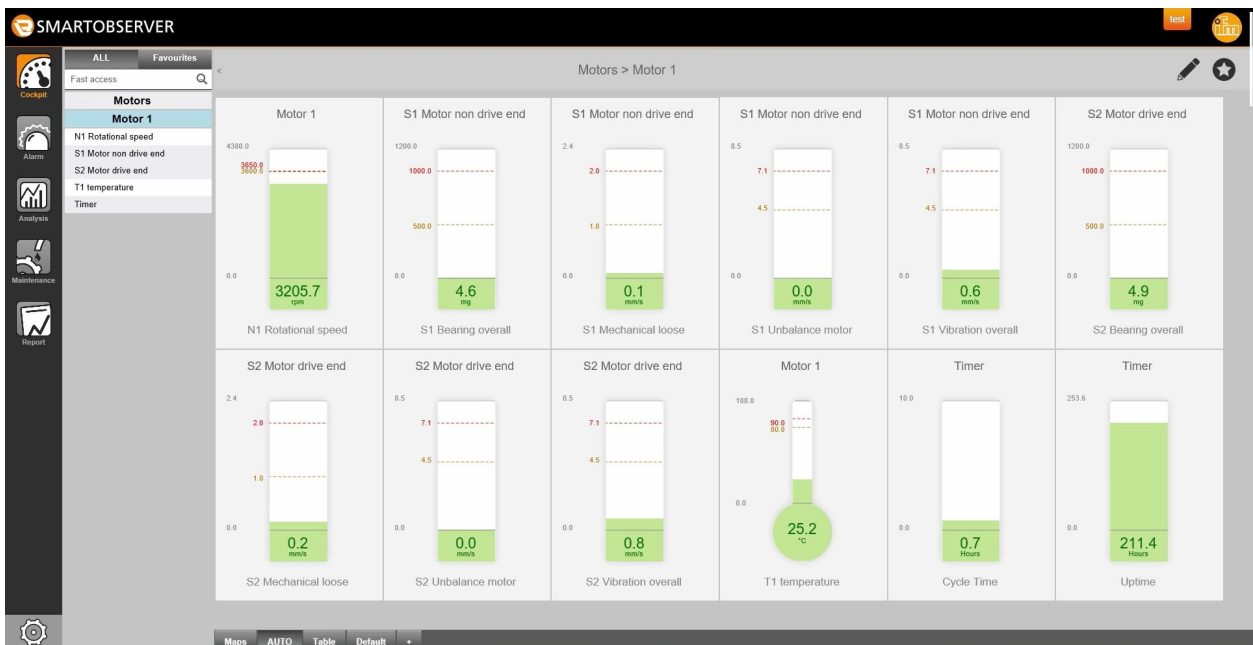 SMARTOBSERVER
test
ifm
ALL Favourites
Fast access
Cockpit
Alarm
Analysis
Maintenance
Report
Motors
Motor 1
N1 Rotational speed
S1 Motor non drive end
S2 Motor drive end
T1 temperature
Timer
<
Motors > Motor 1
Motor 1
4380.0
3650.0
3600.0
0.0
3205.7
rpm
N1 Rotational speed
S1 Motor non drive end
1200.0
1000.0
500.0
0.0
4.6
mg
S1 Bearing overall
S1 Motor non drive end
2.4
2.0
1.0
0.0
0.1
mm/s
S1 Mechanical loose
S1 Motor non drive end
8.5
7.1
4.5
0.0
0.0
mm/s
S1 Unbalance motor
S1 Motor non drive end
8.5
7.1
4.5
0.0
0.6
mm/s
S1 Vibration overall
S2 Motor drive end
1200.0
1000.0
500.0
0.0
4.9
mg
S2 Bearing overall
S2 Motor drive end
2.4
2.0
1.0
0.0
0.2
mm/s
S2 Mechanical loose
S2 Motor drive end
8.5
7.1
4.5
0.0
0.0
mm/s
S2 Unbalance motor
S2 Motor drive end
8.5
7.1
4.5
0.0
0.8
mm/s
S2 Vibration overall
Motor 1
108.0
90.0
80.0
0.0
25.2
°C
T1 temperature
Timer
10.0
0.0
0.7
Hours
Cycle Time
Timer
253.6
0.0
211.4
Hours
Uptime
Maps AUTO Table Default +